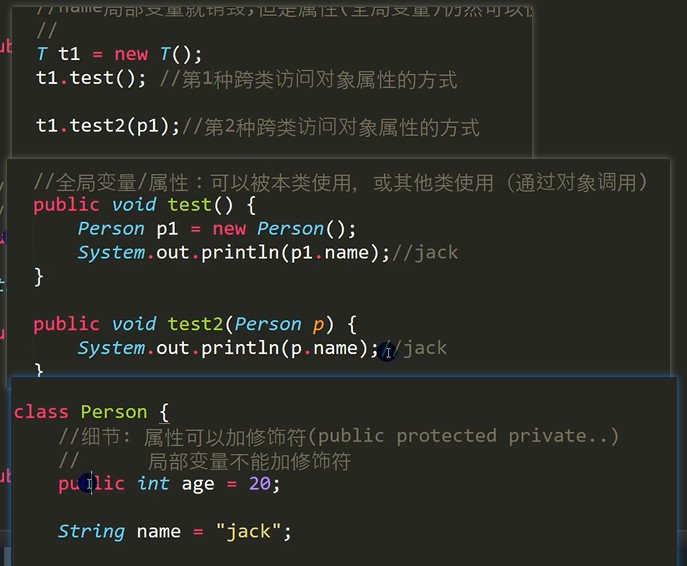 //name局部变量就销毁,但是属性(全局变量)仍然可以使
//
T t1 = new T();
t1.test(); //第1种跨类访问对象属性的方式
t1.test2(p1);//第2种跨类访问对象属性的方式
//全局变量/属性：可以被本类使用，或其他类使用（通过对象调用）
public void test() {
Person p1 = new Person();
System.out.println(p1.name);//jack
}
public void test2(Person p) {
System.out.println(p.name);//jack
}
class Person {
//细节: 属性可以加修饰符(public protected private..)
// 局部变量不能加修饰符
public int age = 20;
String name = "jack";